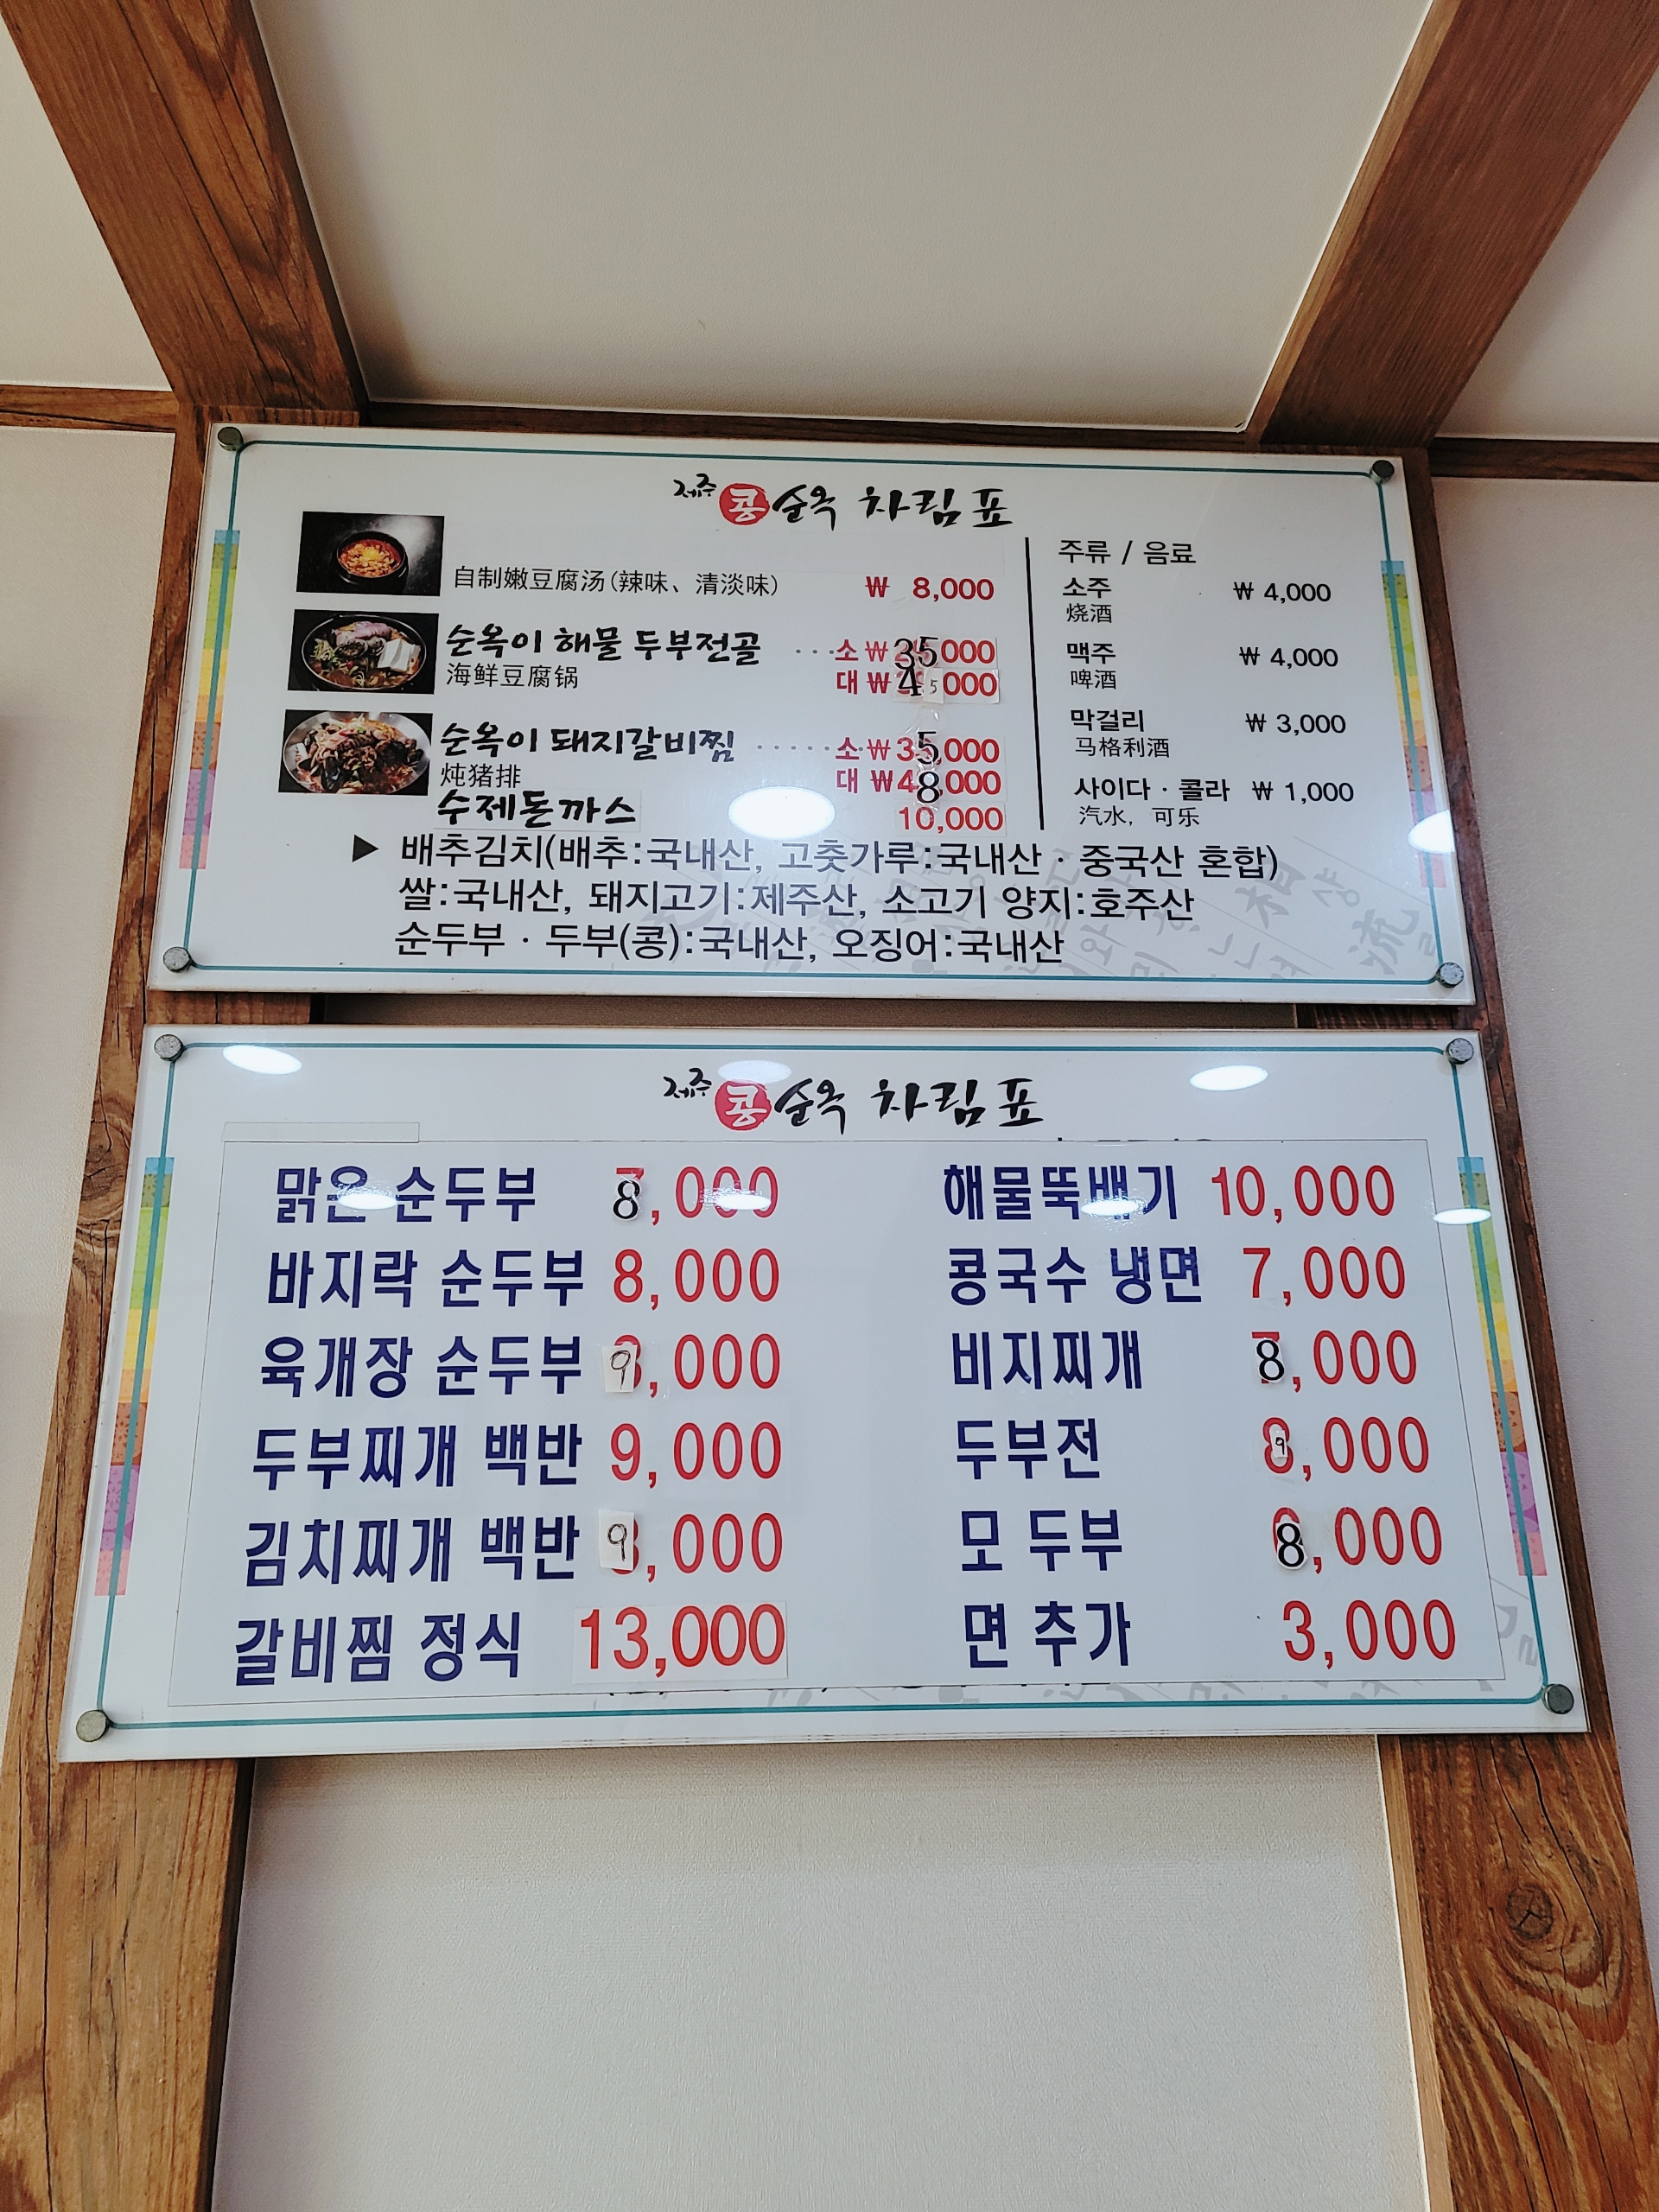 제주 콩 순옥 차림표
自制嫩豆腐汤(辣味、清淡味) ₩ 8,000
순옥이 해물 두부전골 ····· 소 ₩35,000
海鲜豆腐锅 대 ₩45,000
순옥이 돼지갈비찜 ········ 소 ₩35,000
炖猪排 대 ₩48,000
수제돈까스 10,000
주류 / 음료
소주 ₩ 4,000
烧酒
맥주 ₩ 4,000
啤酒
막걸리 ₩ 3,000
马格利酒
사이다 · 콜라 ₩ 1,000
汽水, 可乐
▶ 배추김치(배추:국내산, 고춧가루:국내산 · 중국산 혼합)
쌀:국내산, 돼지고기:제주산, 소고기 양지:호주산
순두부 · 두부(콩):국내산, 오징어:국내산
제주 콩 순옥 차림표
맑은 순두부 8,000
바지락 순두부 8,000
육개장 순두부 9,000
두부찌개 백반 9,000
김치찌개 백반 9,000
갈비찜 정식 13,000
해물뚝배기 10,000
콩국수 냉면 7,000
비지찌개 8,000
두부전 9,000
모 두부 8,000
면 추가 3,000